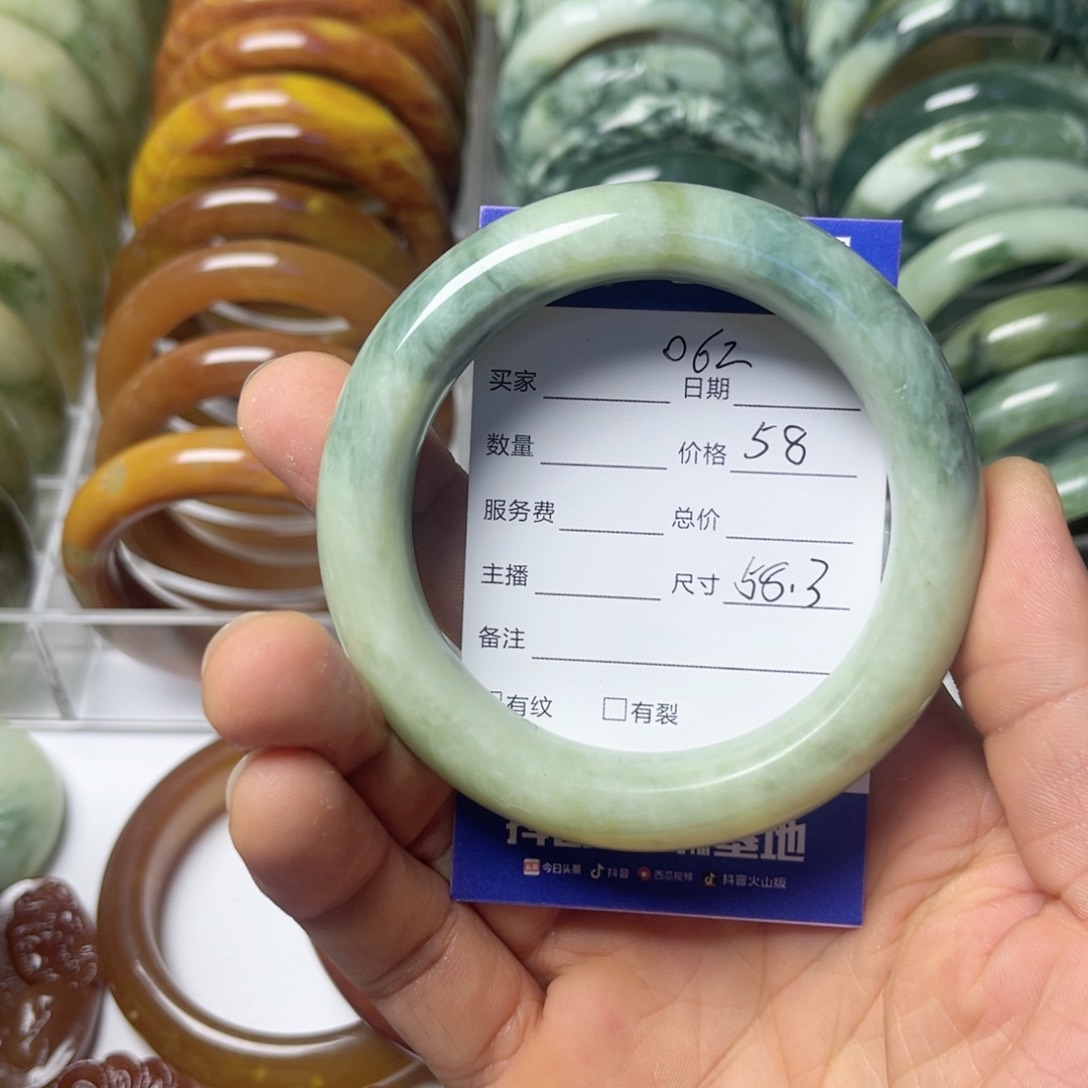 062
买家 日期
数量 价格 58
服务费 总价
主播 尺寸 58.3
备注
有纹 □有裂
基地
今日头条 抖音 西瓜视频 抖音火山版